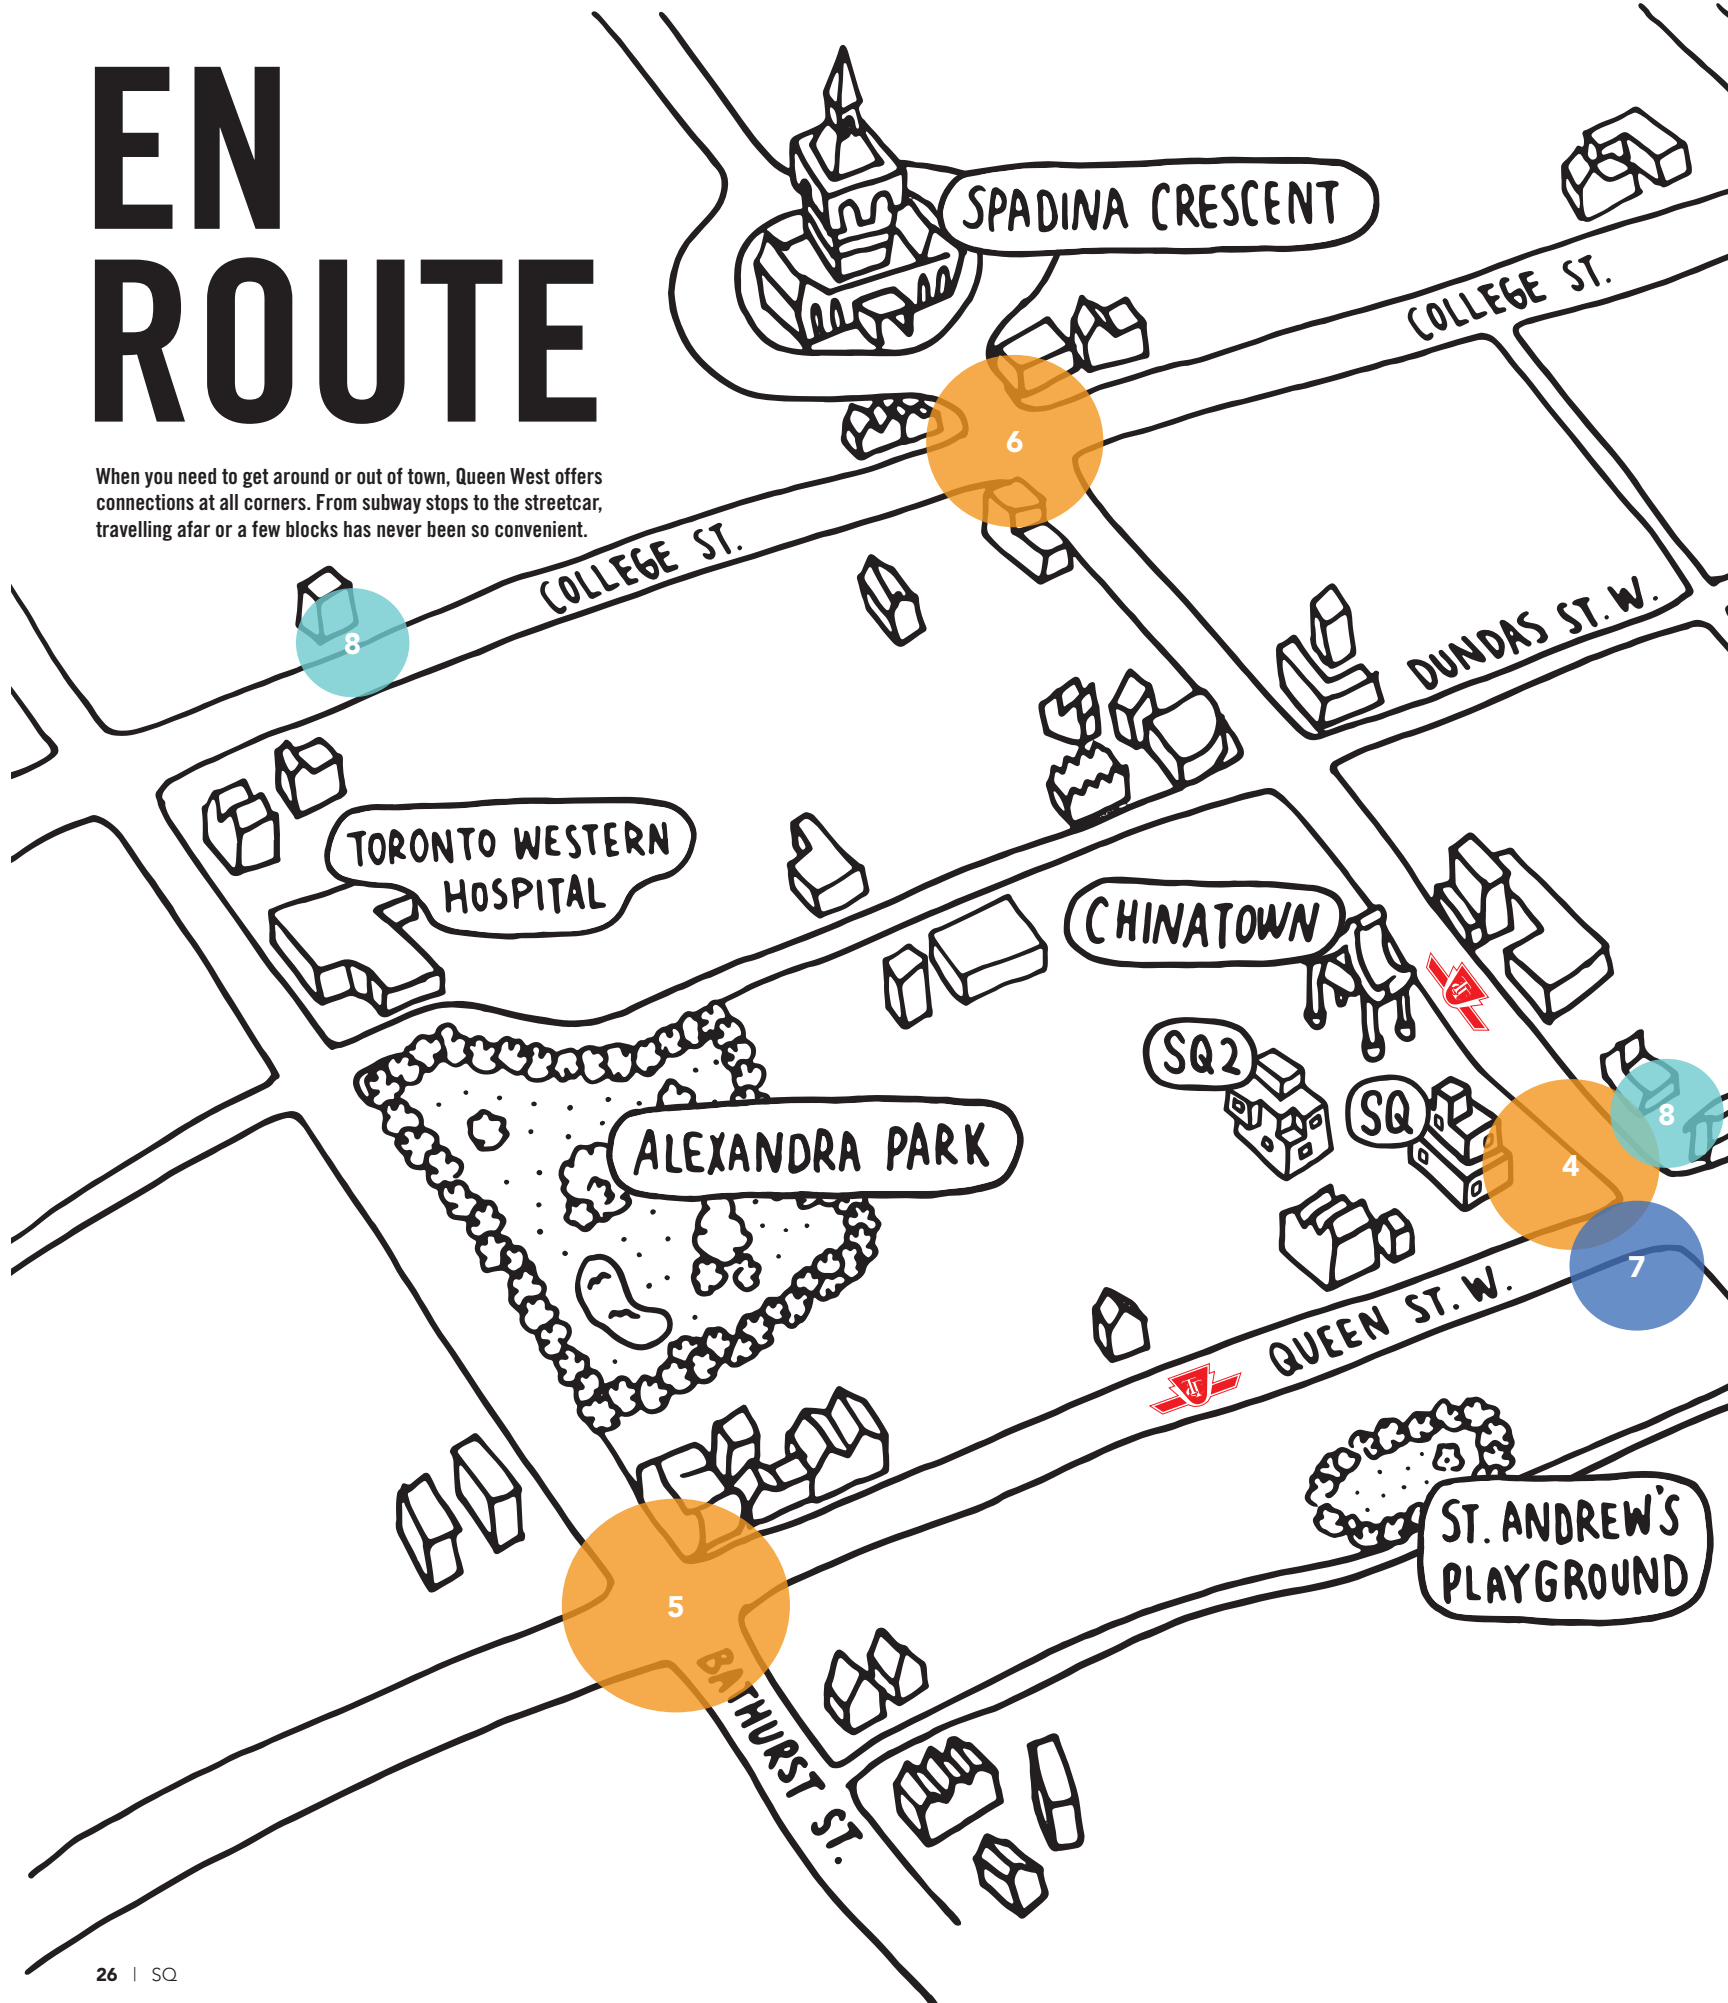 EN
ROUTE
When you need to get around or out of town, Queen West offers
connections at all corners. From subway stops to the streetcar,
travelling afar or a few blocks has never been so convenient.
SPADINA CRESCENT
COLLEGE ST.
6
COLLEGE ST.
8
DUNDAS ST. W.
TORONTO WESTERN
HOSPITAL
CHINATOWN
SQ2
SQ
8
4
ALEXANDRA PARK
7
QUEEN ST. W.
ST. ANDREW'S
PLAYGROUND
5
BATHURST ST.
26 | SQ